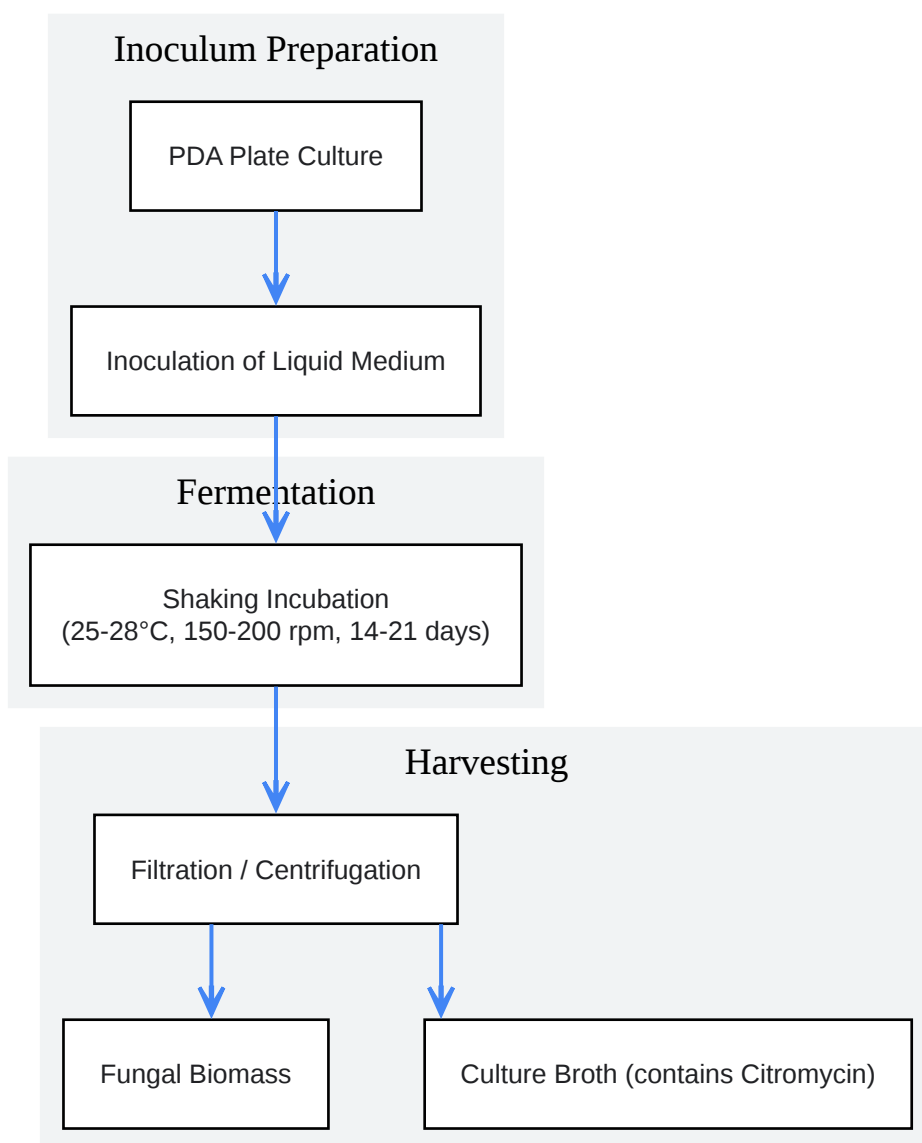 Inoculum Preparation
PDA Plate Culture
Inoculation of Liquid Medium
Fermentation
Shaking Incubation
(25-28°C, 150-200 rpm, 14-21 days)
Harvesting
Filtration / Centrifugation
Fungal Biomass
Culture Broth (contains Citromycin)